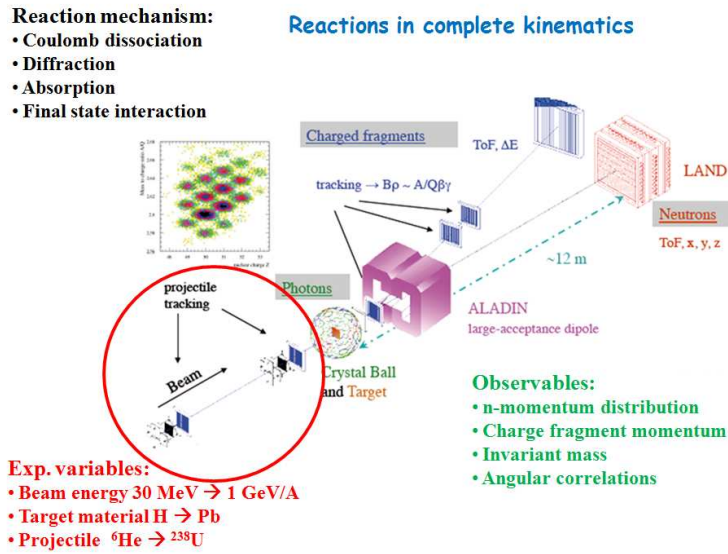 Reaction mechanism:
• Coulomb dissociation
• Diffraction
• Absorption
• Final state interaction
Reactions in complete kinematics
Charged fragments
ToF, ΔE
LAND
tracking → Bρ ~ A/Qβγ
Neutrons
ToF, x, y, z
~12 m
nuclear charge Z
projectile
tracking
Photons
ALADIN
large-acceptance dipole
Beam
Crystal Ball
and Target
Observables:
• n-momentum distribution
• Charge fragment momentum
• Invariant mass
• Angular correlations
Exp. variables:
• Beam energy 30 MeV → 1 GeV/A
• Target material H → Pb
• Projectile ⁶He → ²³⁸U